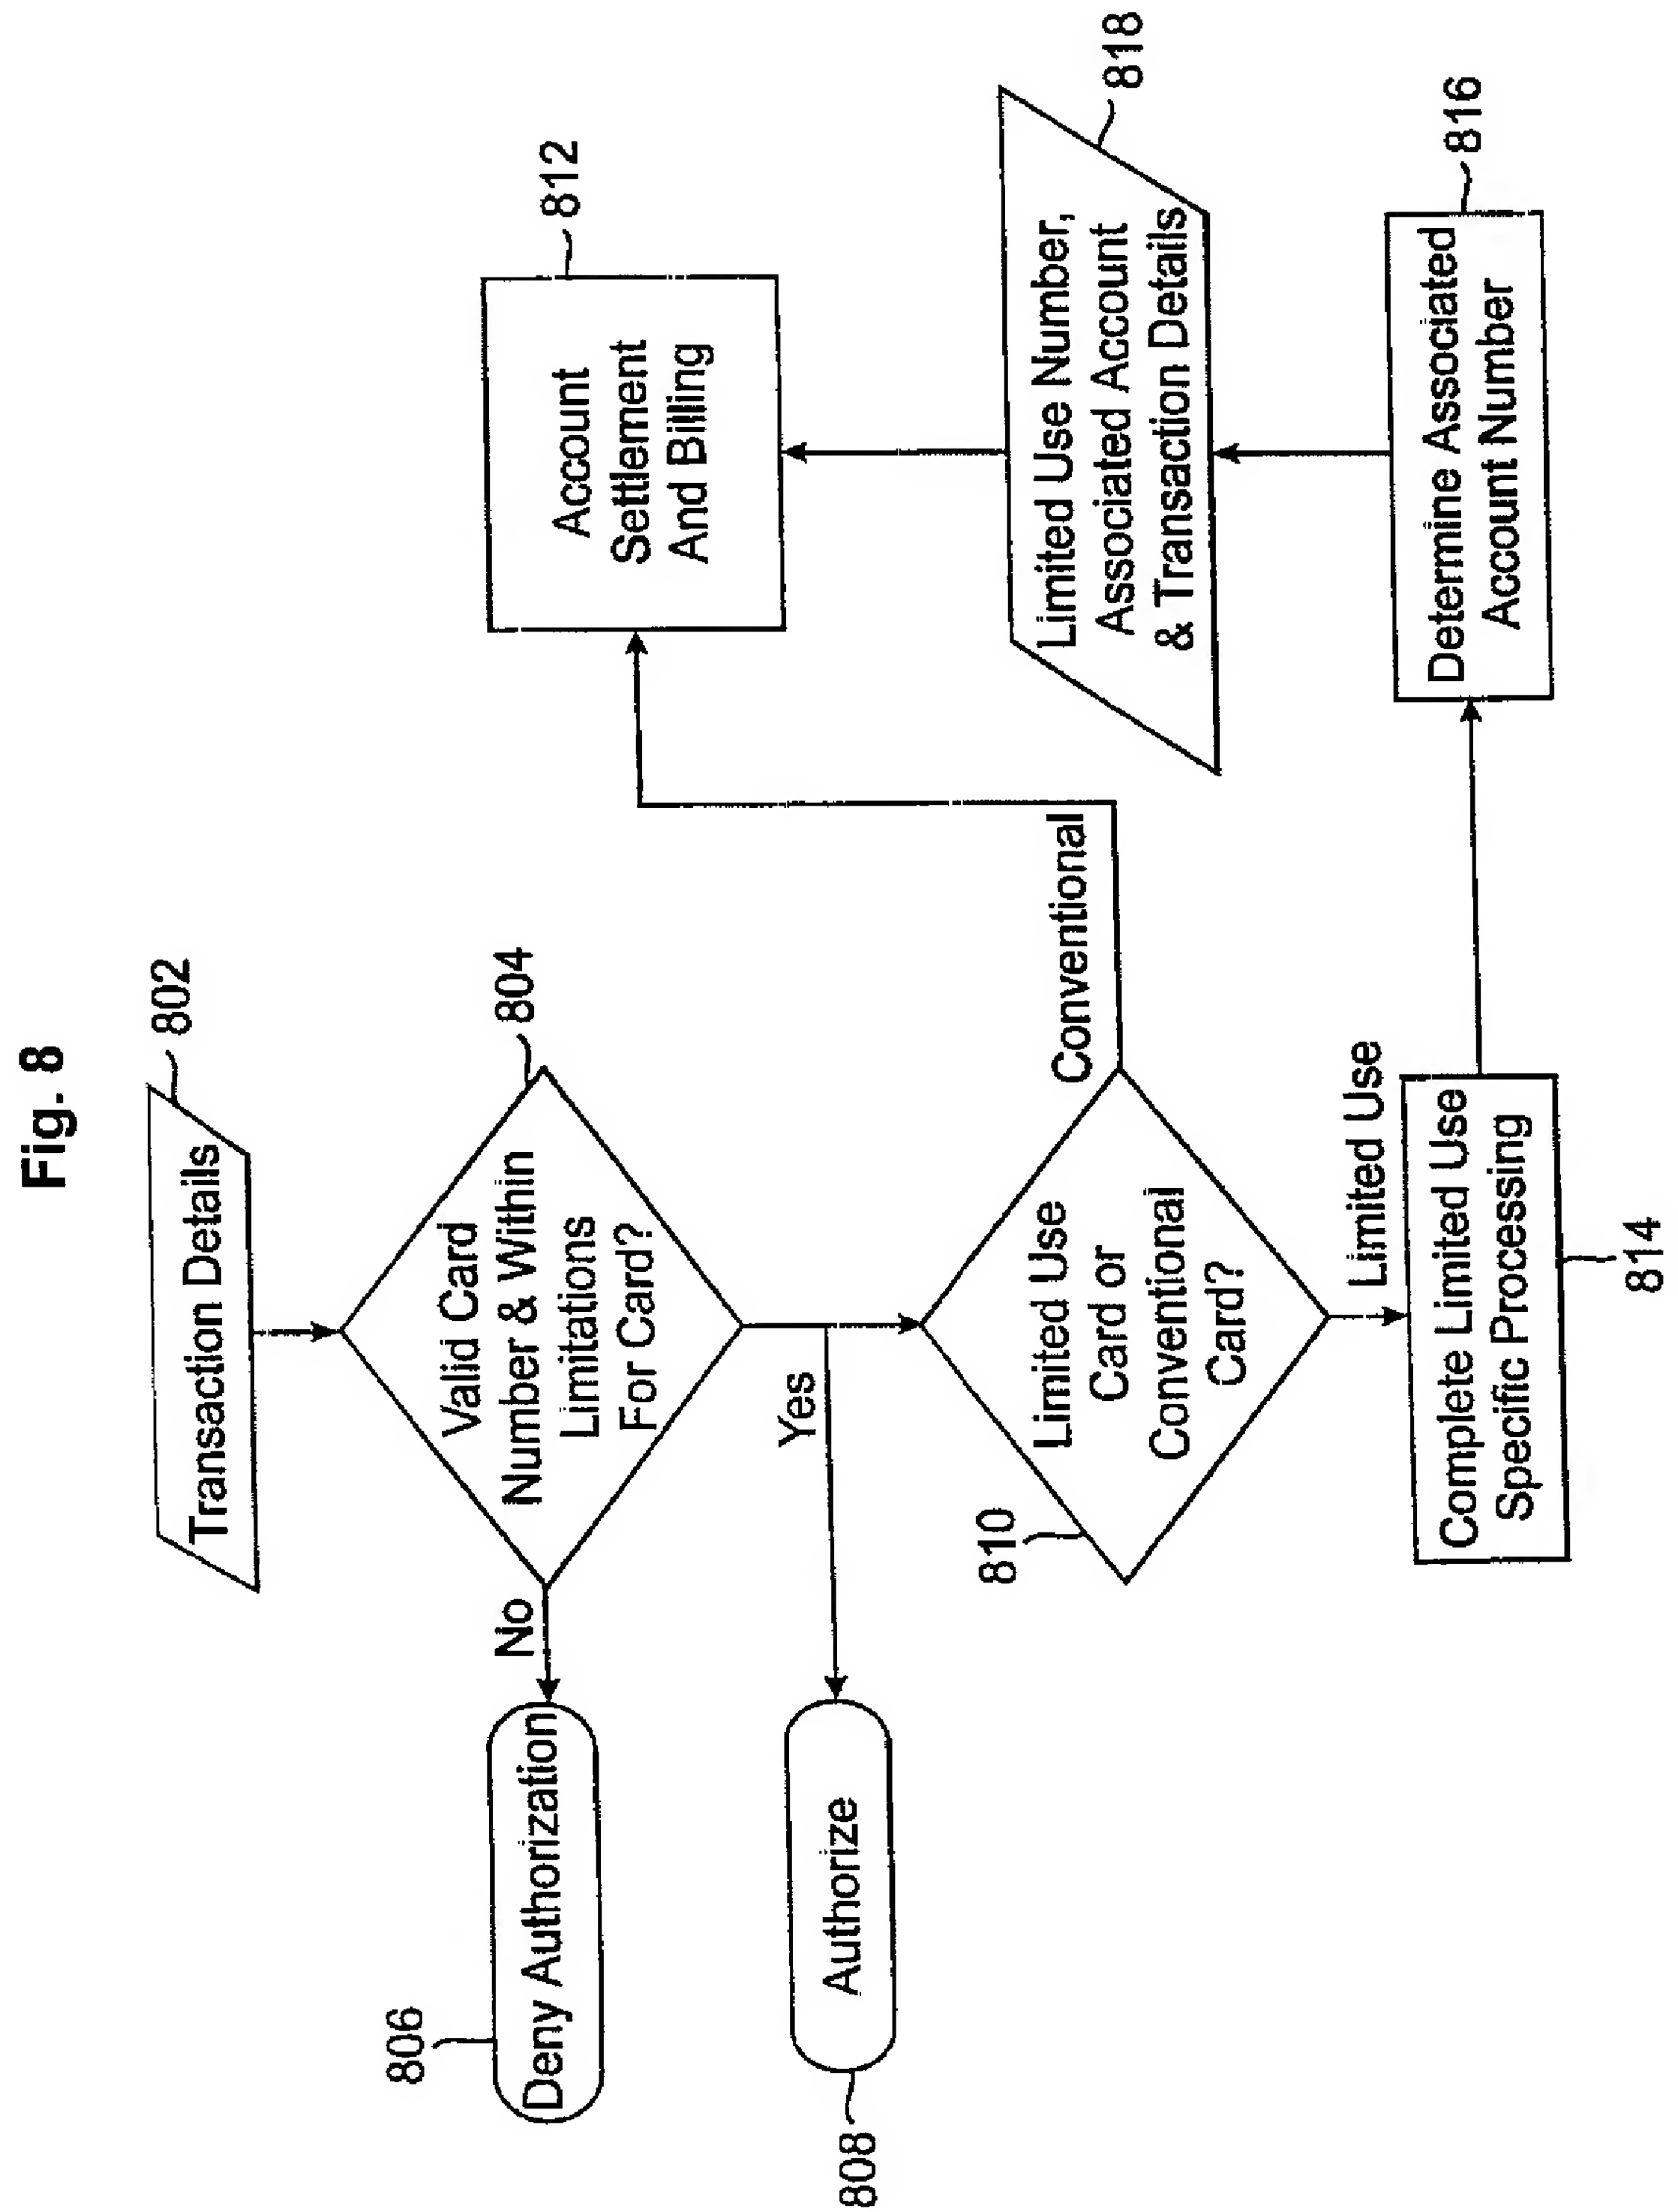 Fig. 8
802
Transaction Details
804
Valid Card
Number & Within
Limitations
For Card?
No
806
Deny Authorization
Yes
808
Authorize
810
Limited Use
Card or
Conventional
Card?
Conventional
812
Account
Settlement
And Billing
Limited Use
Complete Limited Use
Specific Processing
814
Determine Associated
Account Number
816
Limited Use Number,
Associated Account
& Transaction Details
818